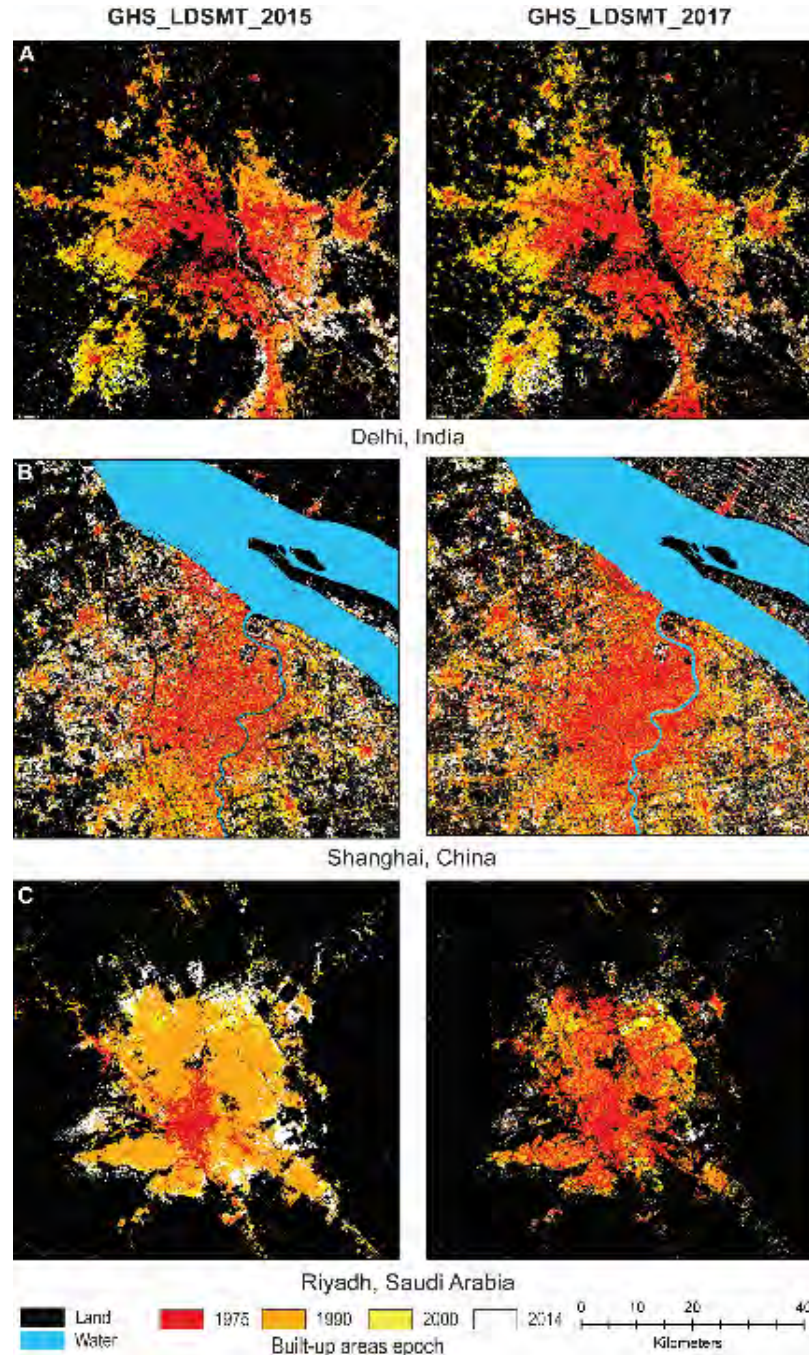 GHS_LDSMT_2015 GHS_LDSMT_2017
A
Delhi, India
B
Shanghai, China
C
Riyadh, Saudi Arabia
Land 1975 1990 2000 2014 0 10 20 40
Water Built-up areas epoch Kilometers